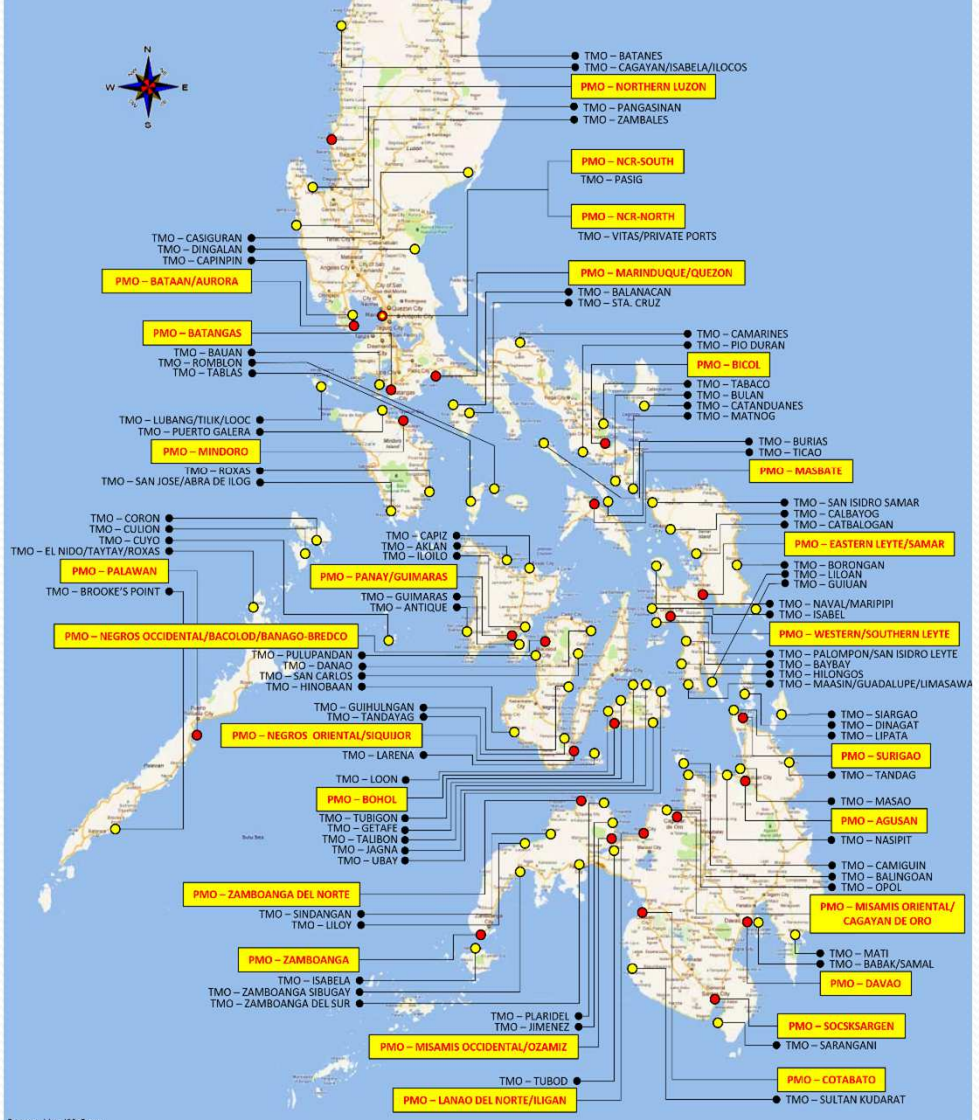 N
W
E
S
TMO – BATANES
TMO – CAGAYAN/ISABELA/ILOCOS
PMO – NORTHERN LUZON
TMO – PANGASINAN
TMO – ZAMBALES
PMO – NCR-SOUTH
TMO – PASIG
PMO – NCR-NORTH
TMO – VITAS/PRIVATE PORTS
TMO – CASIGURAN
TMO – DINGALAN
TMO – CAPINPIN
PMO – BATAAN/AURORA
PMO – MARINDUQUE/QUEZON
TMO – BALANACAN
TMO – STA. CRUZ
PMO – BATANGAS
TMO – BAUAN
TMO – ROMBLON
TMO – TABLAS
TMO – CAMARINES
TMO – PIO DURAN
PMO – BICOL
TMO – TABACO
TMO – BULAN
TMO – CATANDUANES
TMO – MATNOG
TMO – LUBANG/TILIK/LOOC
TMO – PUERTO GALERA
PMO – MINDORO
TMO – ROXAS
TMO – SAN JOSE/ABRA DE ILOG
TMO – BURIAS
TMO – TICAO
PMO – MASBATE
TMO – SAN ISIDRO SAMAR
TMO – CALBAYOG
TMO – CATBALOGAN
PMO – EASTERN LEYTE/SAMAR
TMO – BORONGAN
TMO – LILOAN
TMO – GUIUAN
TMO – CORON
TMO – CULION
TMO – CUYO
TMO – EL NIDO/TAYTAY/ROXAS
PMO – PALAWAN
TMO – BROOKE'S POINT
TMO – CAPIZ
TMO – AKLAN
TMO – ILOILO
PMO – PANAY/GUIMARAS
TMO – GUIMARAS
TMO – ANTIQUE
TMO – NAVAL/MARIPIPI
TMO – ISABEL
PMO – WESTERN/SOUTHERN LEYTE
TMO – PALOMPON/SAN ISIDRO LEYTE
TMO – BAYBAY
TMO – HILONGOS
TMO – MAASIN/GUADALUPE/LIMASAWA
PMO – NEGROS OCCIDENTAL/BACOLOD/BANAGO-BREDCO
TMO – PULUPANDAN
TMO – DANAO
TMO – SAN CARLOS
TMO – HINOBAAN
TMO – GUIHULNGAN
TMO – TANDAYAG
PMO – NEGROS ORIENTAL/SIQUIJOR
TMO – LARENA
TMO – SIARGAO
TMO – DINAGAT
TMO – LIPATA
PMO – SURIGAO
TMO – TANDAG
TMO – LOON
PMO – BOHOL
TMO – TUBIGON
TMO – GETAFE
TMO – TALIBON
TMO – JAGNA
TMO – UBAY
TMO – MASAO
PMO – AGUSAN
TMO – NASIPIT
TMO – CAMIGUIN
TMO – BALINGOAN
TMO – OPOL
PMO – MISAMIS ORIENTAL/
CAGAYAN DE ORO
PMO – ZAMBOANGA DEL NORTE
TMO – SINDANGAN
TMO – LILOY
PMO – ZAMBOANGA
TMO – ISABELA
TMO – ZAMBOANGA SIBUGAY
TMO – ZAMBOANGA DEL SUR
TMO – MATI
TMO – BABAK/SAMAL
PMO – DAVAO
TMO – PLARIDEL
TMO – JIMENEZ
PMO – MISAMIS OCCIDENTAL/OZAMIZ
PMO – SOCSKSARGEN
TMO – SARANGANI
TMO – TUBOD
PMO – LANAO DEL NORTE/ILIGAN
PMO – COTABATO
TMO – SULTAN KUDARAT
Sulu Sea